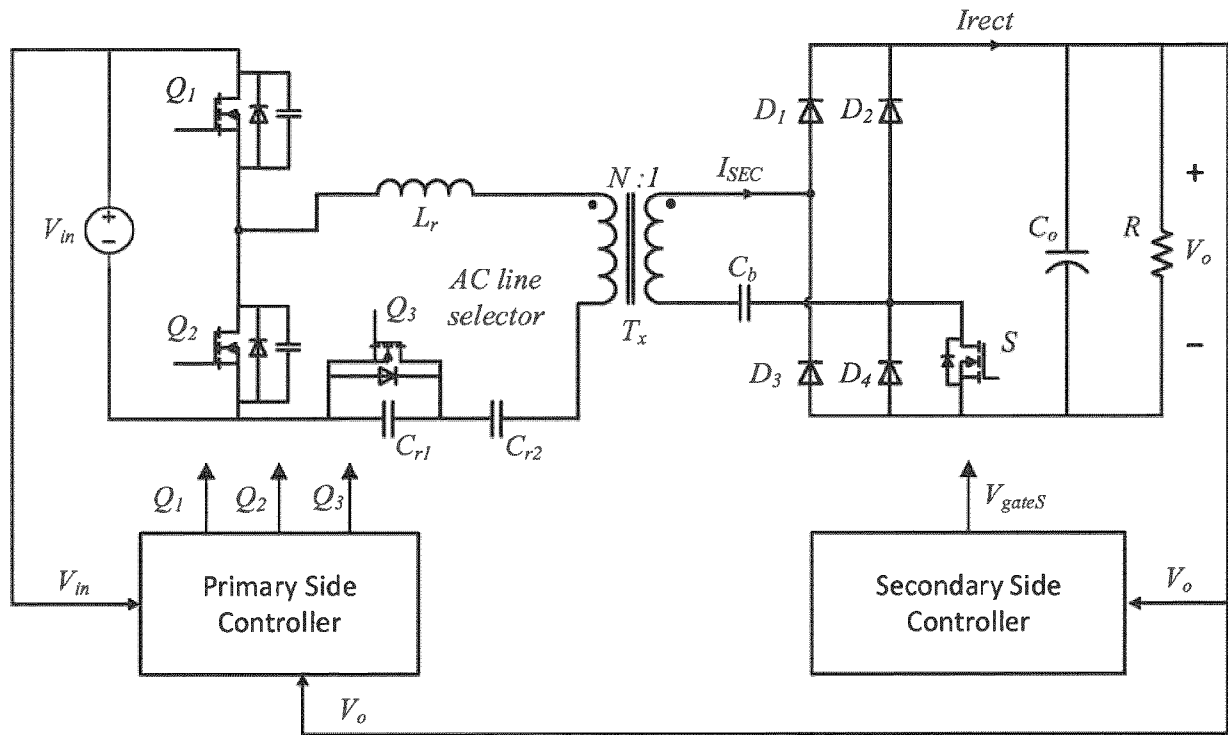 Irect
Q1
D1
D2
N : 1
ISEC
+
Lr
Vin
+
−
Co
R
Vo
AC line
selector
Cb
Q2
Q3
Tx
S
−
D3
D4
Cr1
Cr2
Q1
Q2
Q3
VgateS
Vin
Primary Side
Controller
Secondary Side
Controller
Vo
Vo